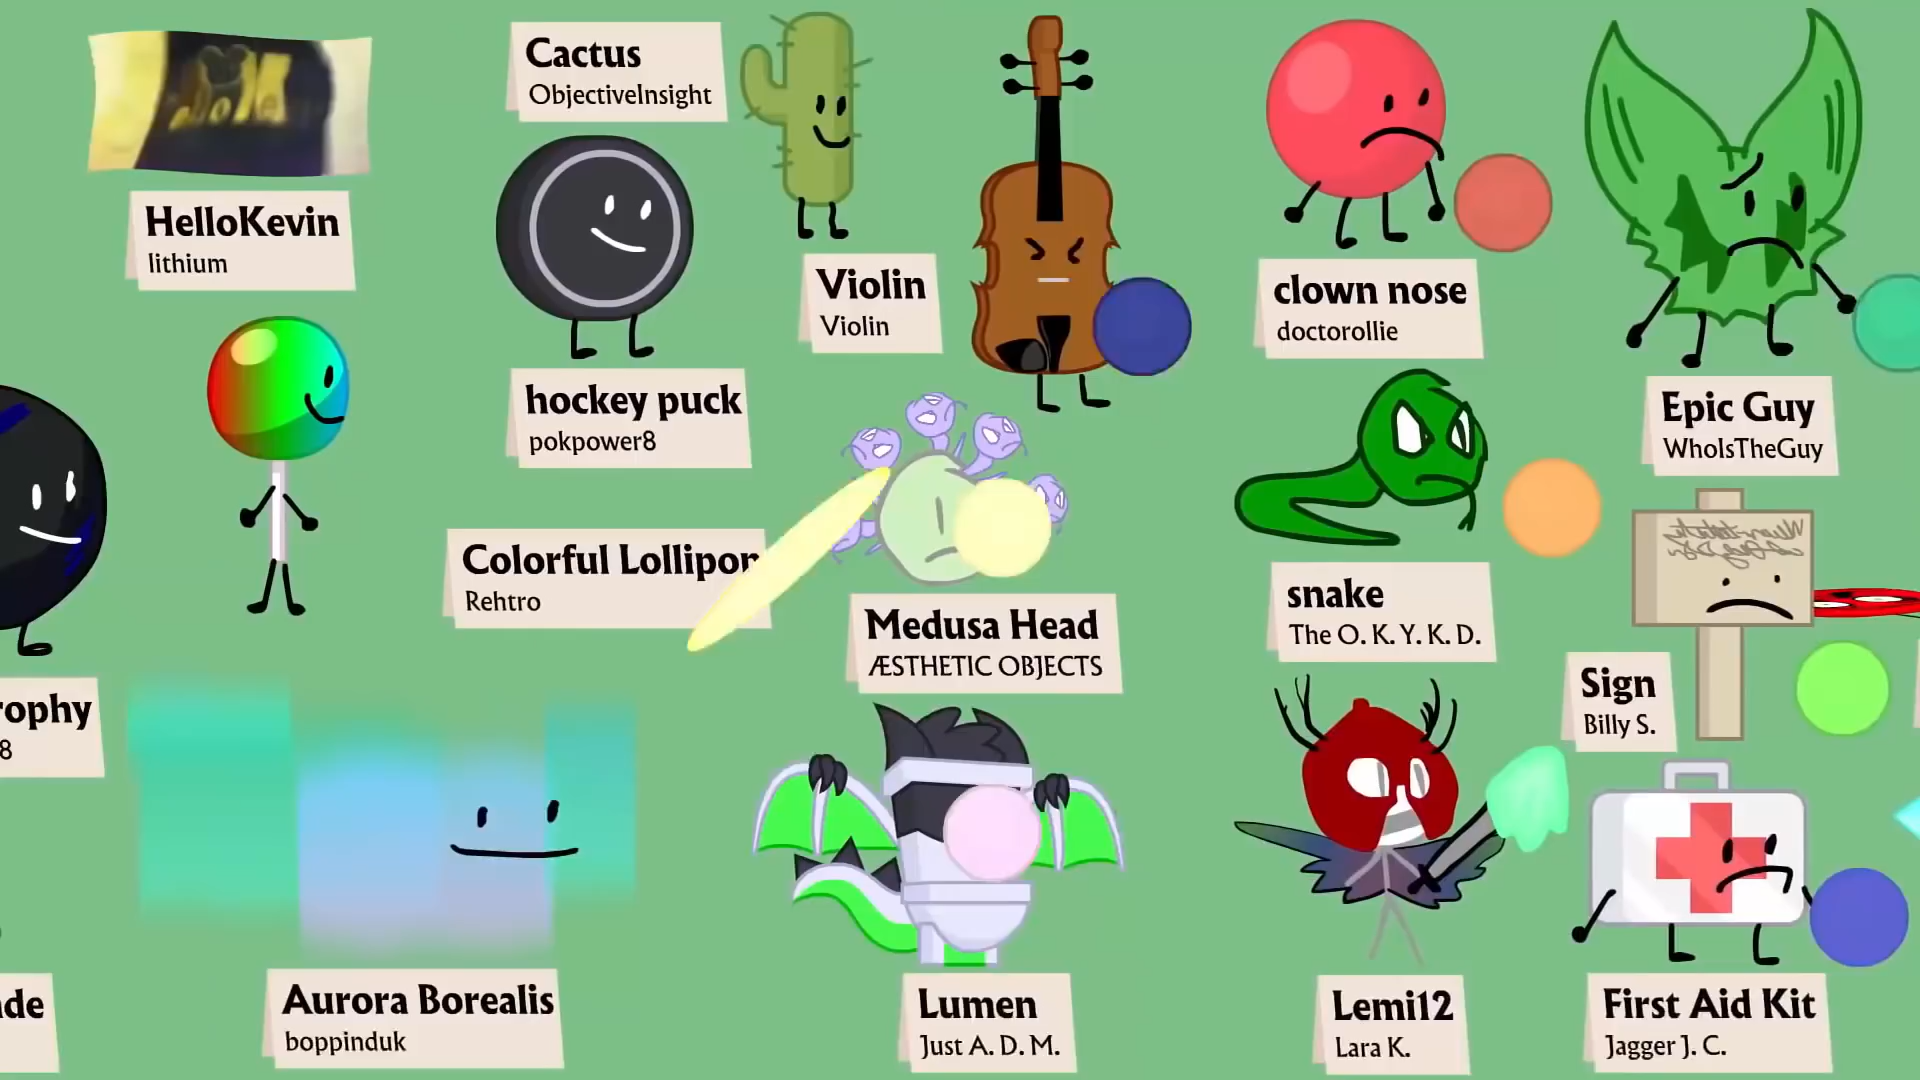 HelloKevin
lithium
Cactus
ObjectiveInsight
Violin
Violin
clown nose
doctorollie
hockey puck
pokpower8
Epic Guy
WhoIsTheGuy
Colorful Lollipop
Rehtro
Medusa Head
ÆSTHETIC OBJECTS
snake
The O. K. Y. K. D.
Sign
Billy S.
rophy
8
de
Aurora Borealis
boppinduk
Lumen
Just A. D. M.
Lemi12
Lara K.
First Aid Kit
Jagger J. C.